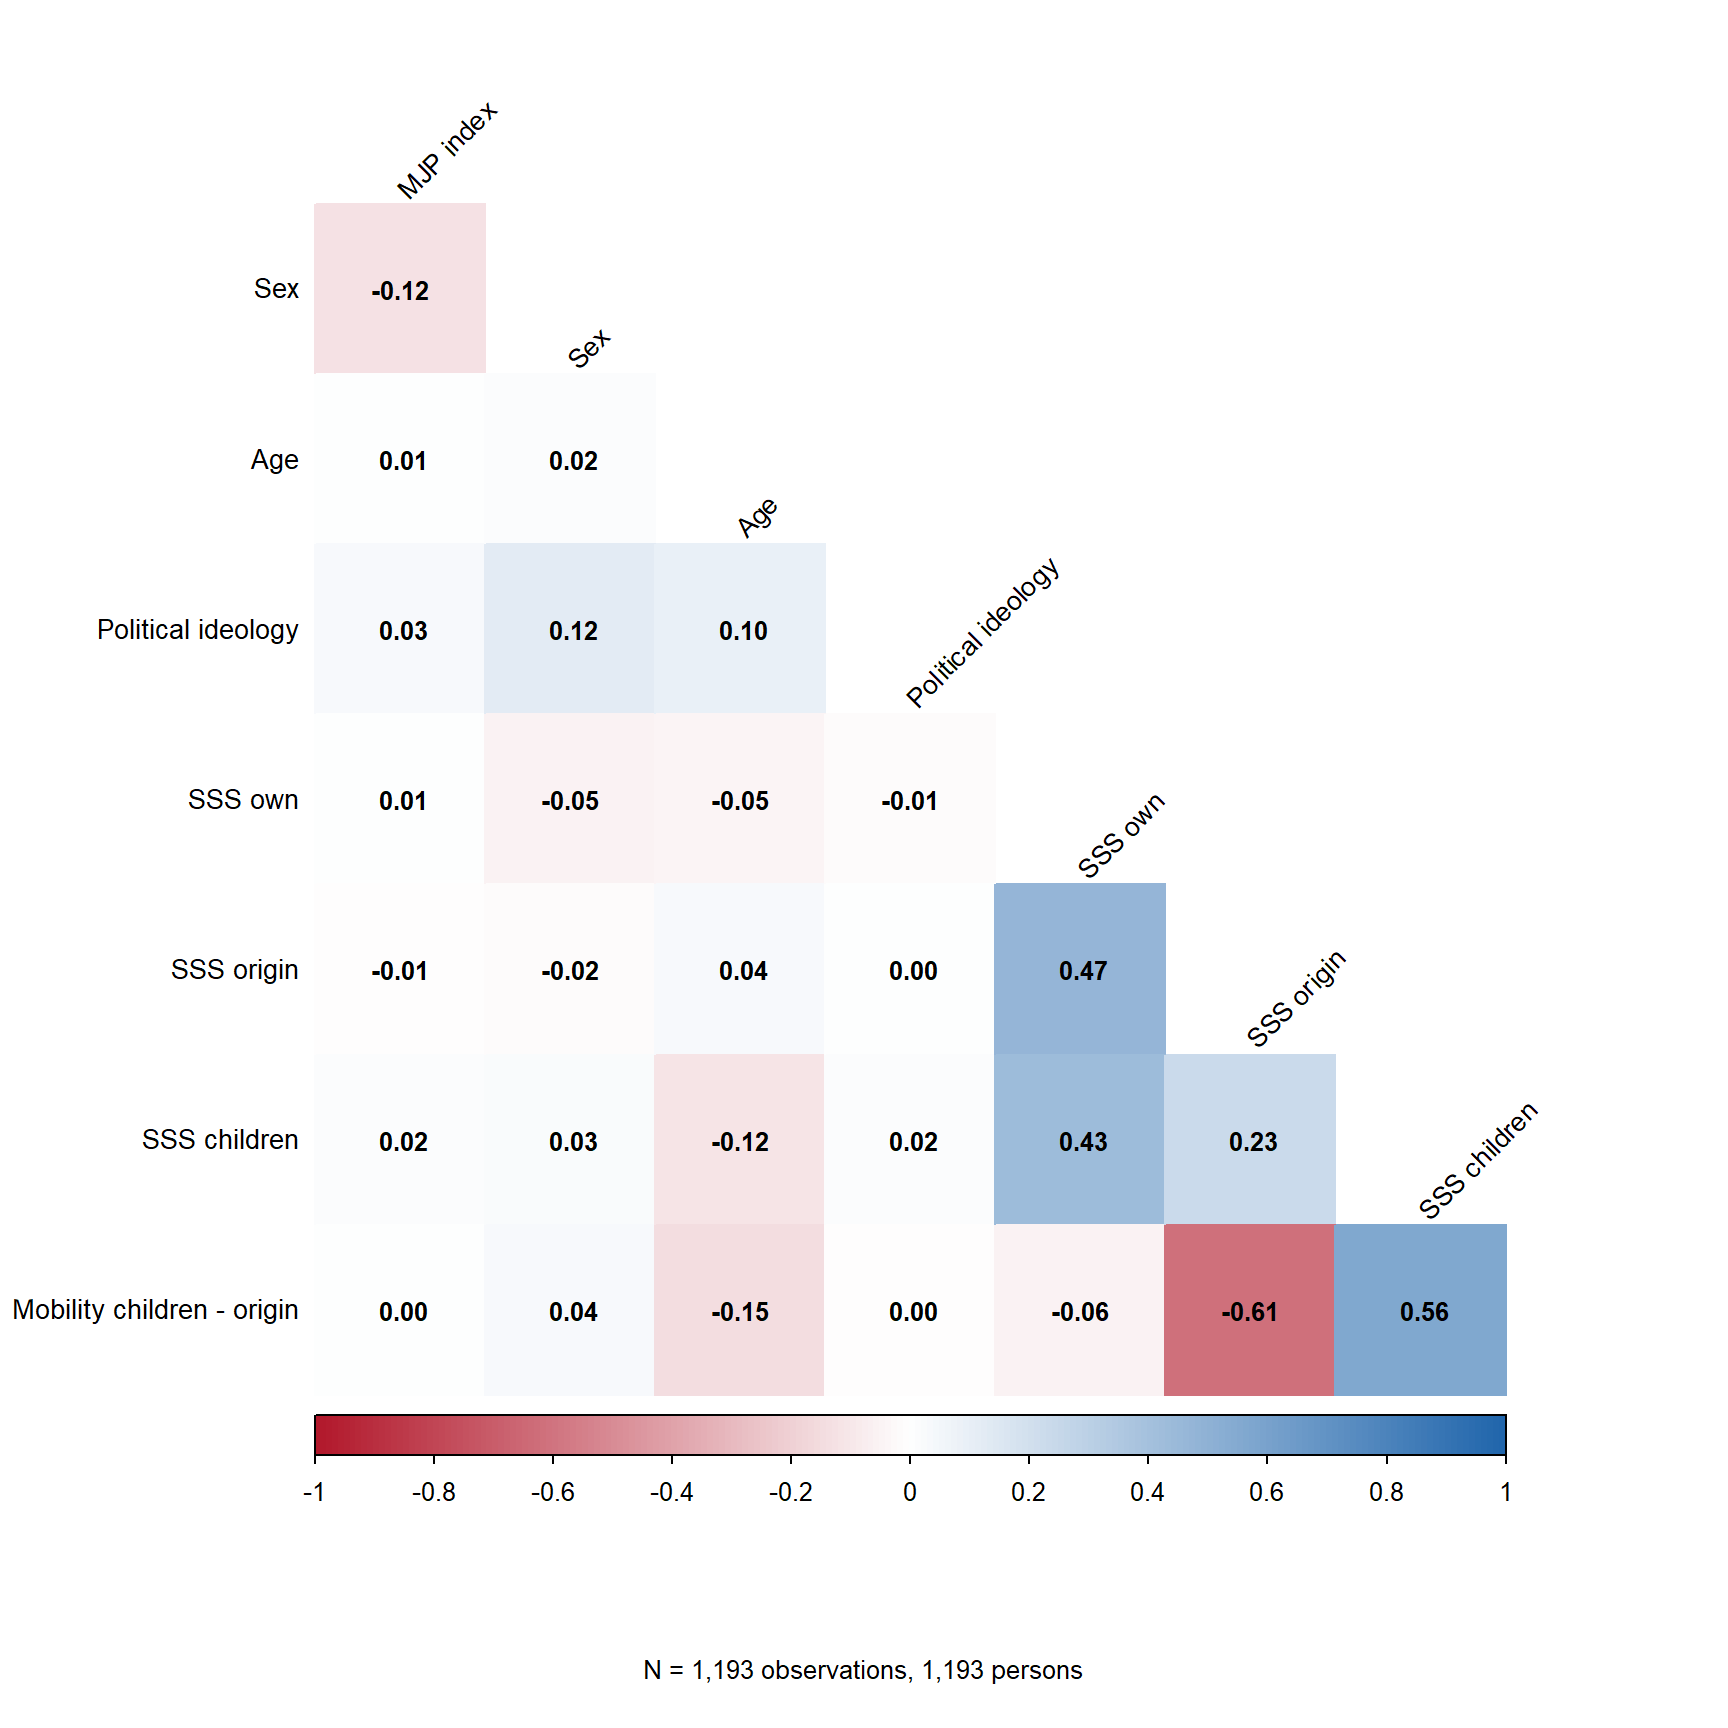 MJP index
Sex -0.12
Sex
Age 0.01 0.02
Age
Political ideology 0.03 0.12 0.10
Political ideology
SSS own 0.01 -0.05 -0.05 -0.01
SSS own
SSS origin -0.01 -0.02 0.04 0.00 0.47
SSS origin
SSS children 0.02 0.03 -0.12 0.02 0.43 0.23
SSS children
Mobility children - origin 0.00 0.04 -0.15 0.00 -0.06 -0.61 0.56
-1 -0.8 -0.6 -0.4 -0.2 0 0.2 0.4 0.6 0.8 1
N = 1,193 observations, 1,193 persons